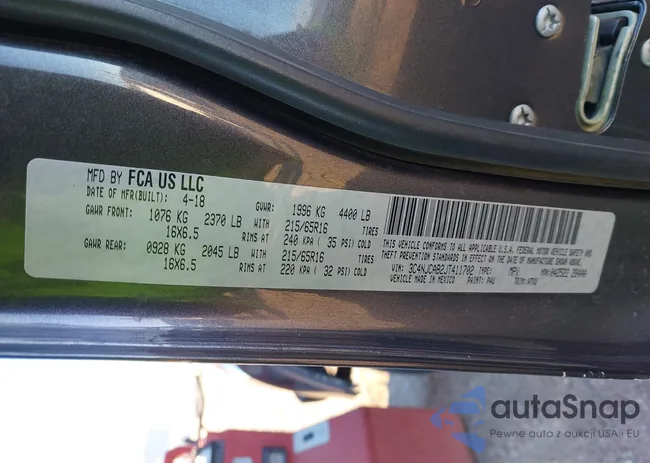 MFD BY FCA US LLC
DATE OF MFR(BUILT): 4-18 GVWR: 1996 KG 4400 LB
GAWR FRONT: 1076 KG 2370 LB WITH 215/65R16 TIRES
16X6.5 RIMS AT 240 KPA ( 35 PSI) COLD
GAWR REAR: 0928 KG 2045 LB WITH 215/65R16 TIRES
16X6.5 RIMS AT 220 KPA ( 32 PSI) COLD
THIS VEHICLE CONFORMS TO ALL APPLICABLE U.S.A. FEDERAL MOTOR VEHICLE SAFETY AND
THEFT PREVENTION STANDARDS IN EFFECT ON THE DATE OF MANUFACTURE SHOWN ABOVE.
VIN: 3C4NJCAB2JT411702 TYPE: MPV
VEHICLE MADE IN MEXICO PAINT: PAU TRIM:
autaSnap
Pewne auta z aukcji USA i EU